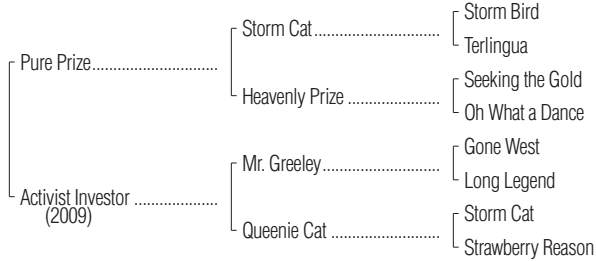 Storm Bird
Storm Cat
Terlingua
Pure Prize
Seeking the Gold
Heavenly Prize
Oh What a Dance
Gone West
Mr. Greeley
Long Legend
Activist Investor
(2009)
Storm Cat
Queenie Cat
Strawberry Reason